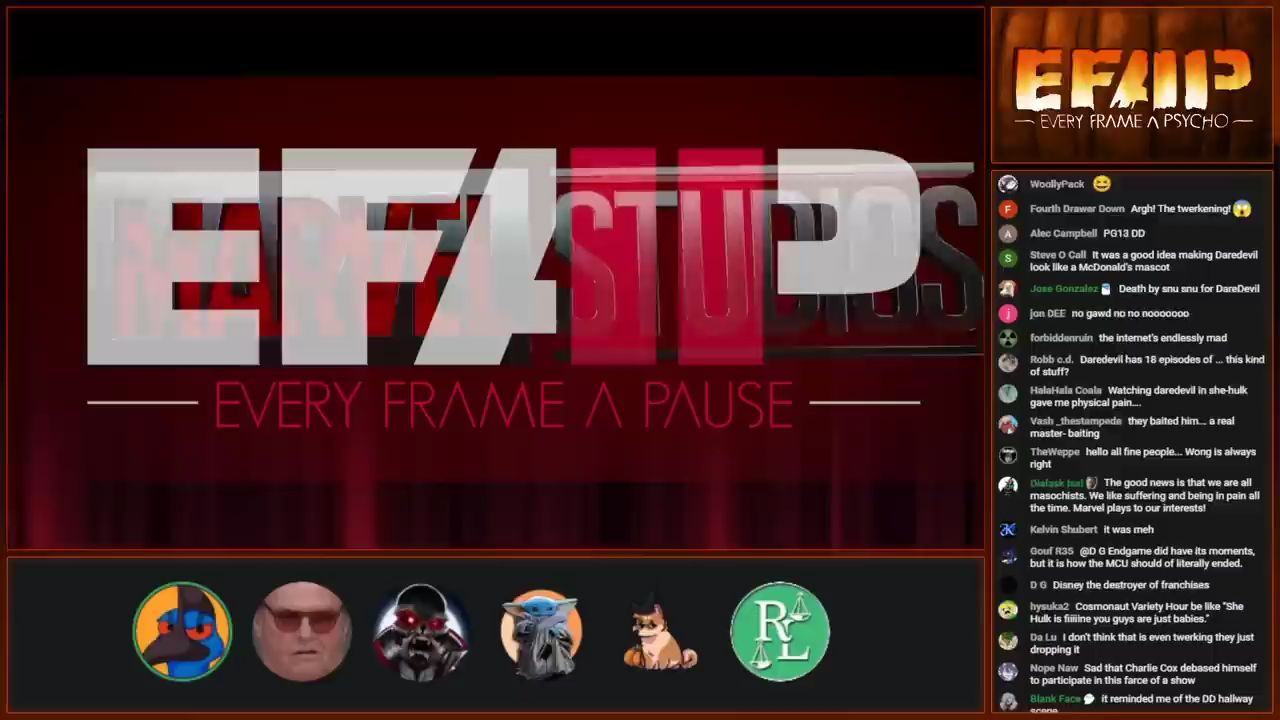 EFAP
MARVEL STUDIOS
EVERY FRAME A PAUSE
EFAP
EVERY FRAME A PSYCHO
WoollyPack
Fourth Drawer Down Argh! The twerkening!
Alec Campbell PG13 DD
Steve O Call It was a good idea making Daredevil
look like a McDonald's mascot
Jose Gonzalez Death by snu snu for DareDevil
jon DEE no gawd no no nooooooo
forbiddenruin the internet's endlessly mad
Robb c.d. Daredevil has 18 episodes of ... this kind
of stuff?
HalaHala Coala Watching daredevil in she-hulk
gave me physical pain....
Vash_thestampede they baited him... a real
master- baiting
TheWeppe hello all fine people... Wong is always
right
The good news is that we are all
masochists. We like suffering and being in pain all
the time. Marvel plays to our interests!
Kelvin Shubert it was meh
Gouf R35 @D G Endgame did have its moments,
but it is how the MCU should of literally ended.
D G Disney the destroyer of franchises
hysuka2 Cosmonaut Variety Hour be like "She
Hulk is fiiiine you guys are just babies."
Da Lu I don't think that is even twerking they just
dropping it
Nope Naw Sad that Charlie Cox debased himself
to participate in this farce of a show
Blank Face it reminded me of the DD hallway
scene
RL